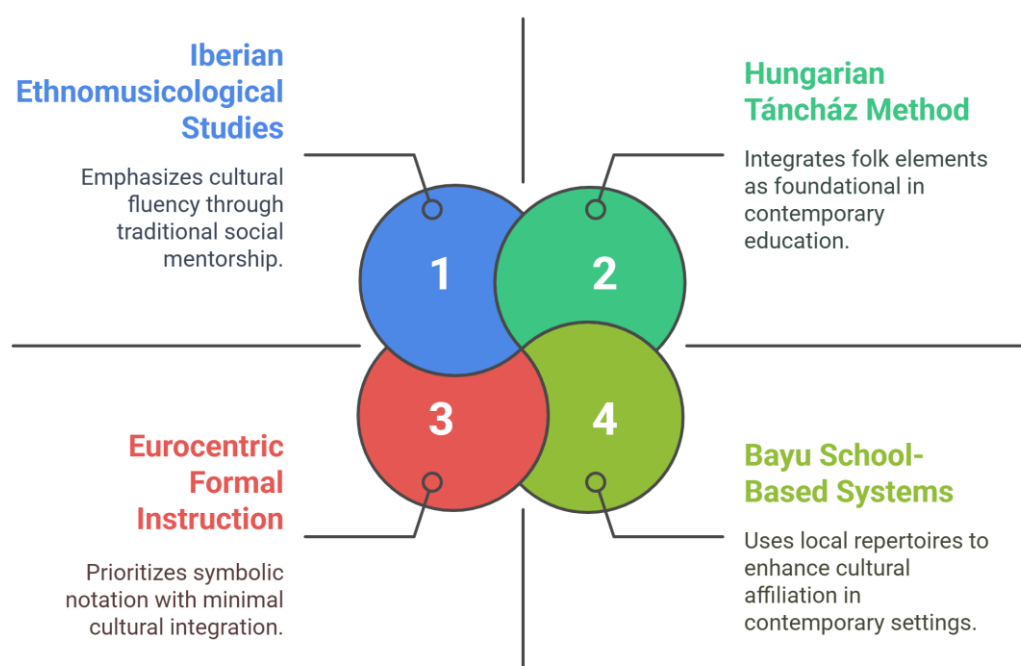 Iberian
Ethnomusicological
Studies
Emphasizes cultural
fluency through
traditional social
mentorship.
Hungarian
Táncház Method
Integrates folk elements
as foundational in
contemporary
education.
1
2
3
4
Eurocentric
Formal
Instruction
Prioritizes symbolic
notation with minimal
cultural integration.
Bayu School-
Based Systems
Uses local repertoires to
enhance cultural
affiliation in
contemporary settings.